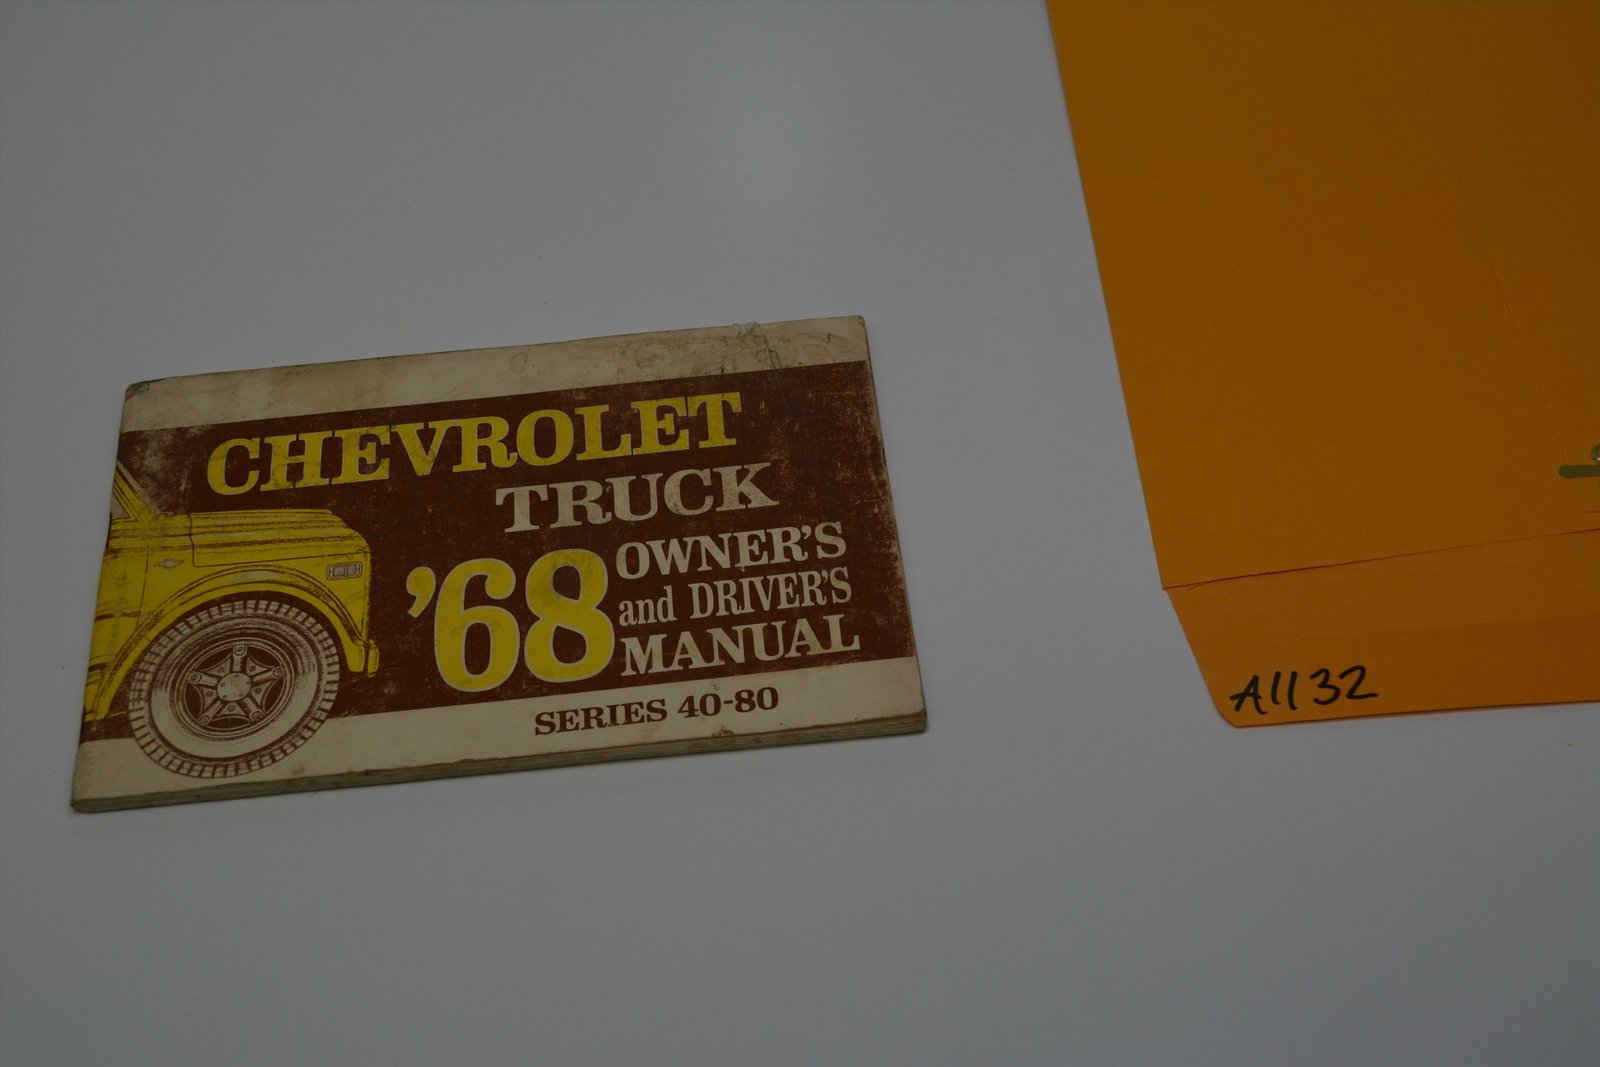 CHEVROLET
TRUCK
'68
OWNER'S
and DRIVER'S
MANUAL
SERIES 40-80
A1132